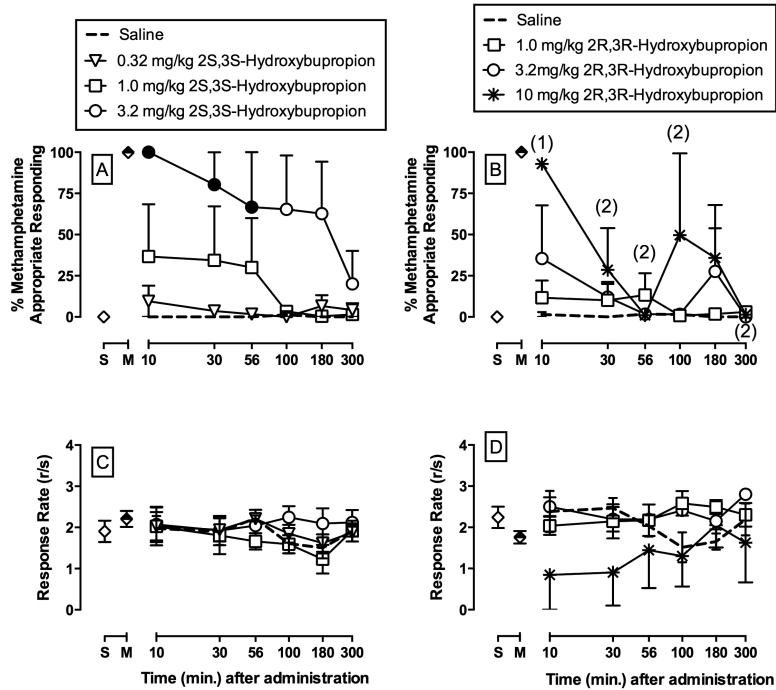 Saline
0.32 mg/kg 2S,3S-Hydroxybupropion
1.0 mg/kg 2S,3S-Hydroxybupropion
3.2 mg/kg 2S,3S-Hydroxybupropion
Saline
1.0 mg/kg 2R,3R-Hydroxybupropion
3.2mg/kg 2R,3R-Hydroxybupropion
10 mg/kg 2R,3R-Hydroxybupropion
% Methamphetamine
Appropriate Responding
100
75
50
25
0
A
S M 10 30 56 100 180 300
% Methamphetamine
Appropriate Responding
100
75
50
25
0
B
(1)
(2)
(2)
(2)
(2)
S M 10 30 56 100 180 300
Response Rate (r/s)
4
3
2
1
0
C
S M 10 30 56 100 180 300
Time (min.) after administration
Response Rate (r/s)
4
3
2
1
0
D
S M 10 30 56 100 180 300
Time (min.) after administration